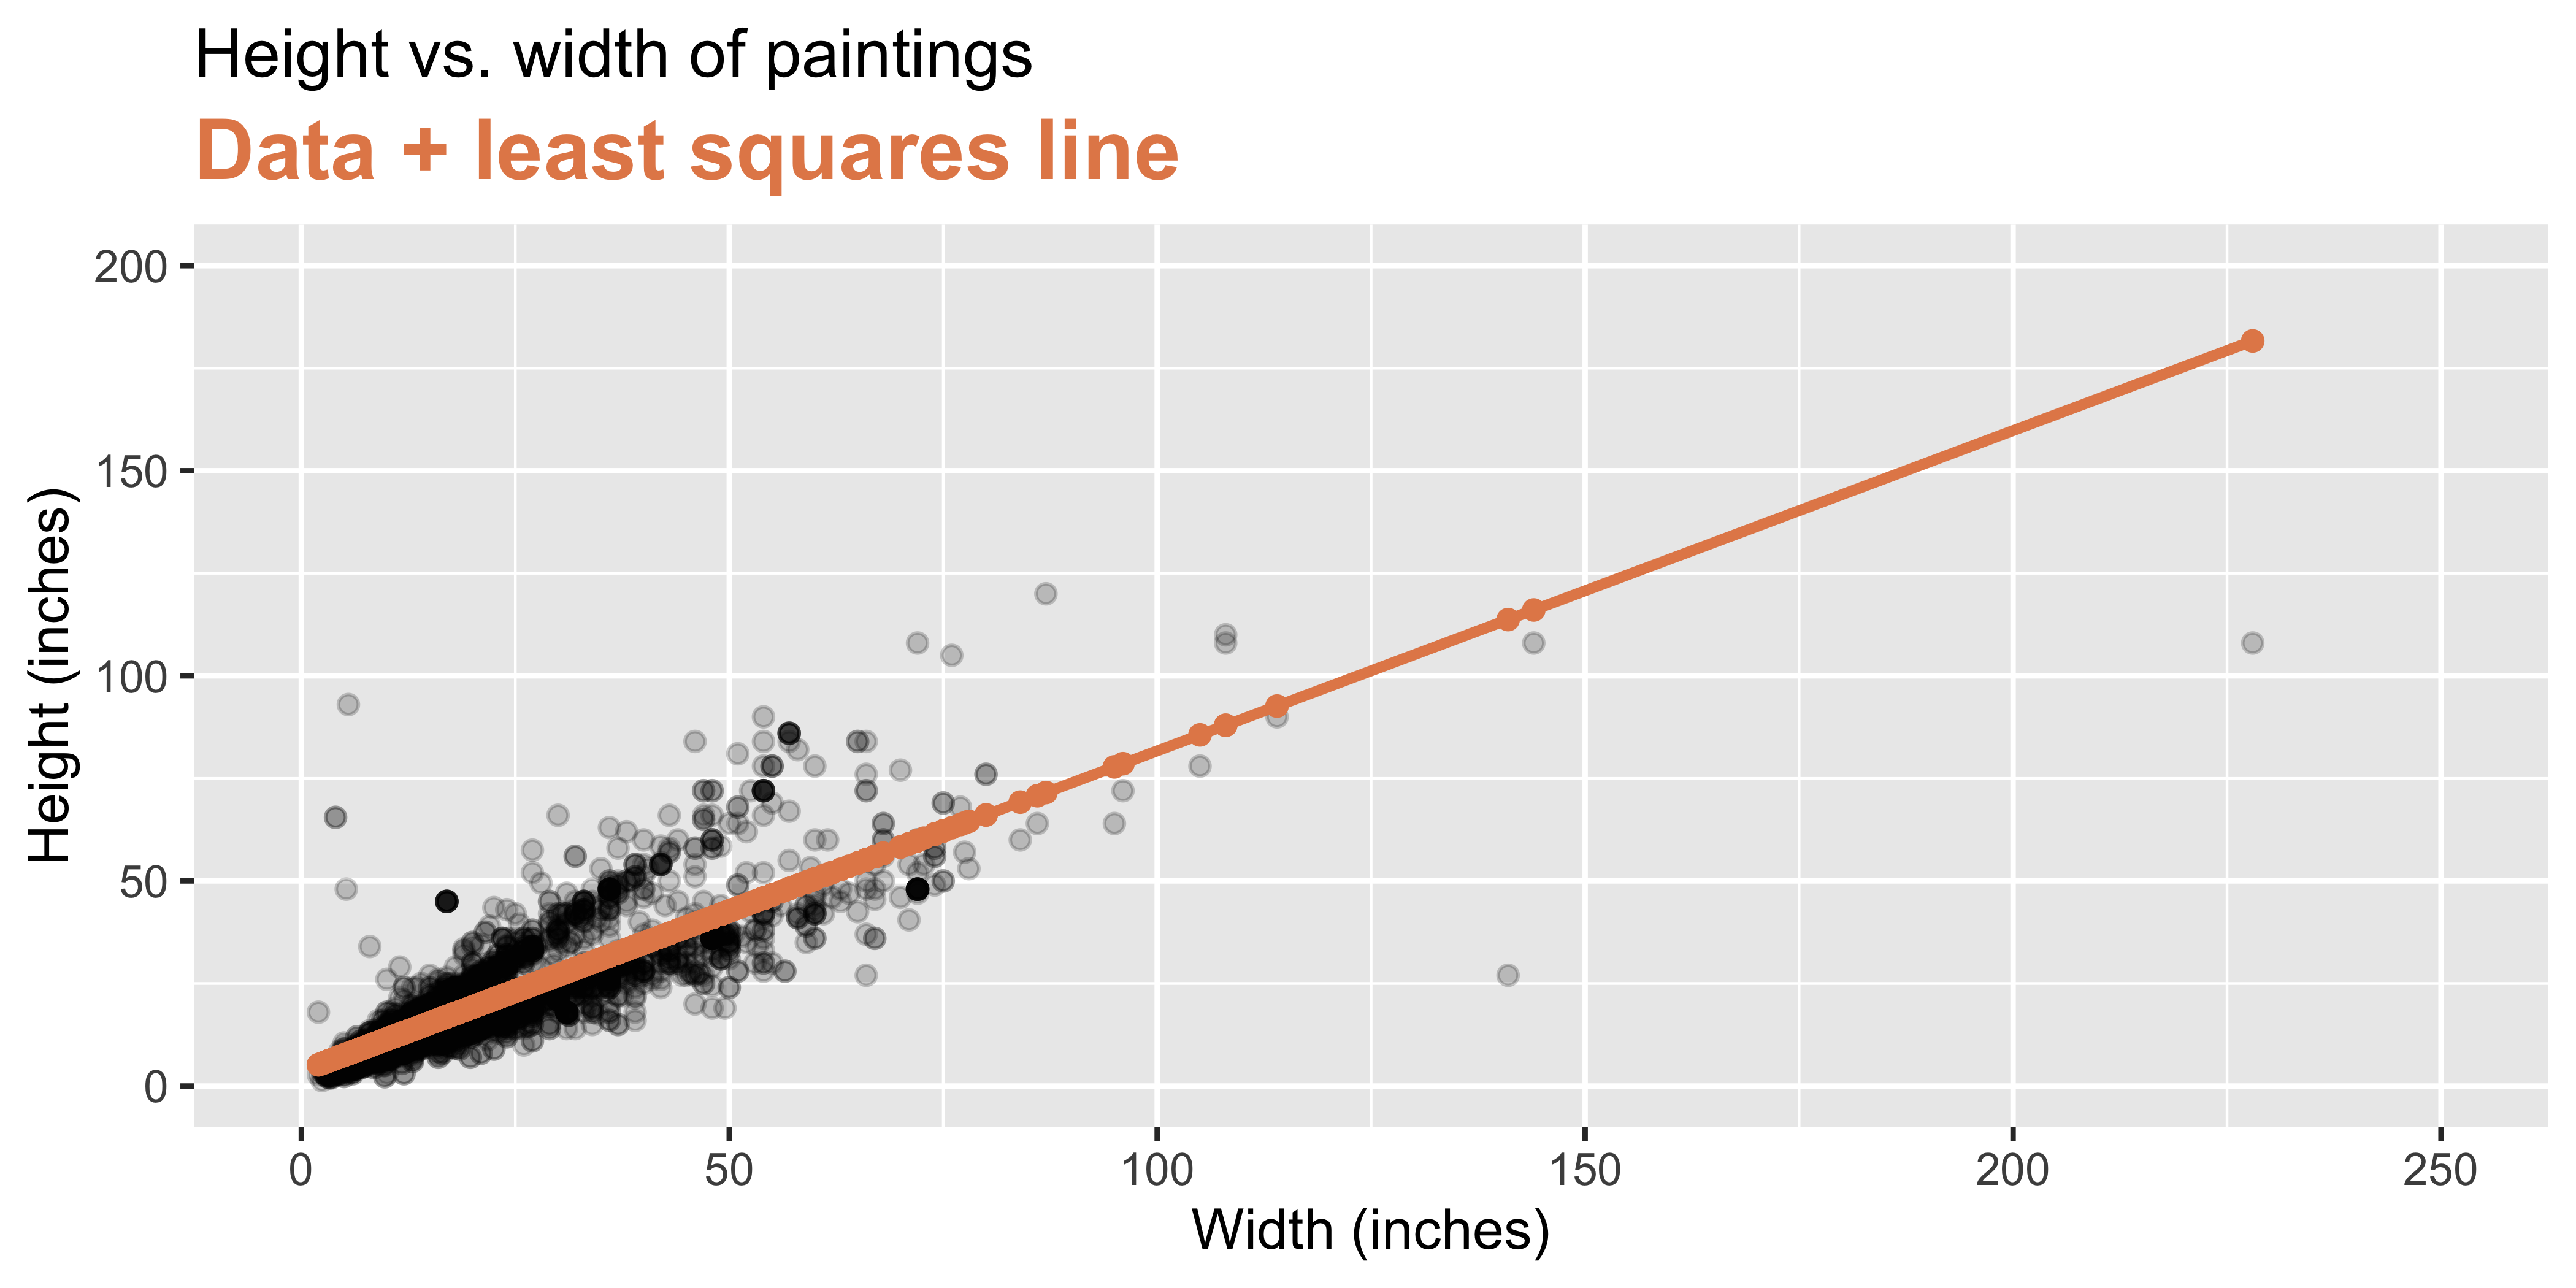 Height vs. width of paintings
Data + least squares line
200
150
100
50
0
Height (inches)
0 50 100 150 200 250
Width (inches)